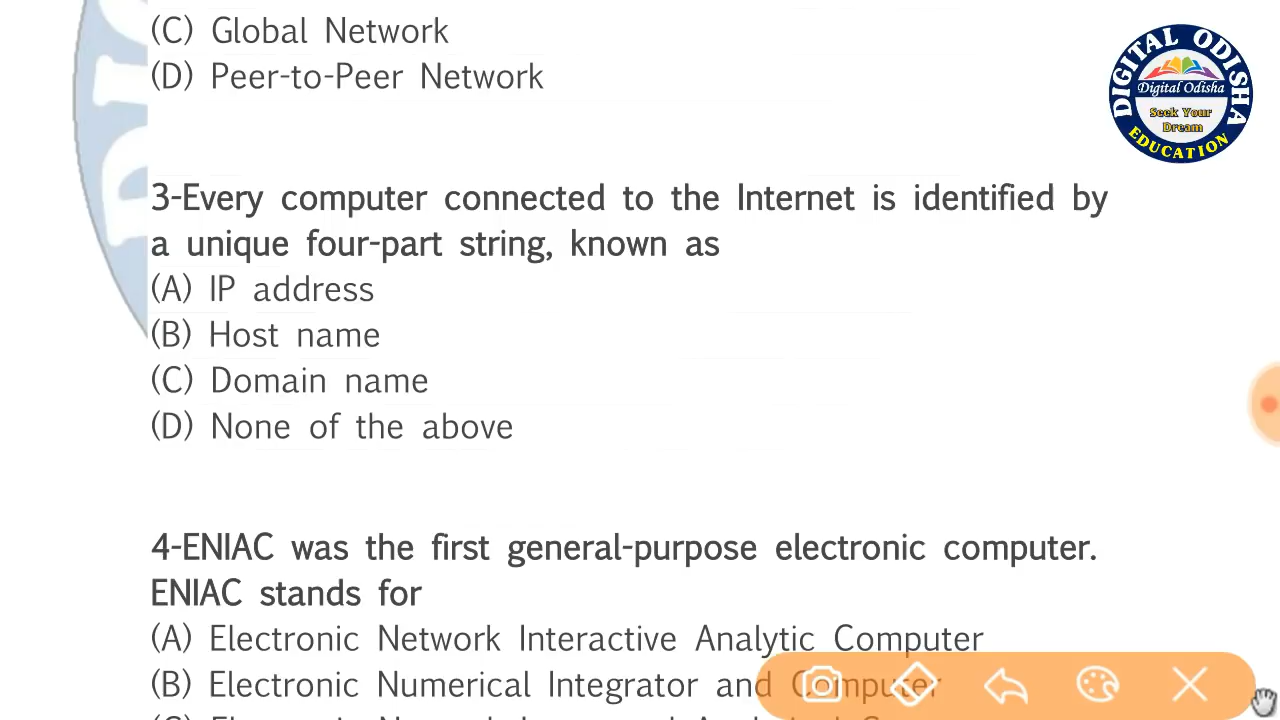 (C) Global Network
(D) Peer-to-Peer Network
DIGITAL ODISHA
Digital Odisha
Seek Your
Dream
EDUCATION
3-Every computer connected to the Internet is identified by
a unique four-part string, known as
(A) IP address
(B) Host name
(C) Domain name
(D) None of the above
4-ENIAC was the first general-purpose electronic computer.
ENIAC stands for
(A) Electronic Network Interactive Analytic Computer
(B) Electronic Numerical Integrator and Computer